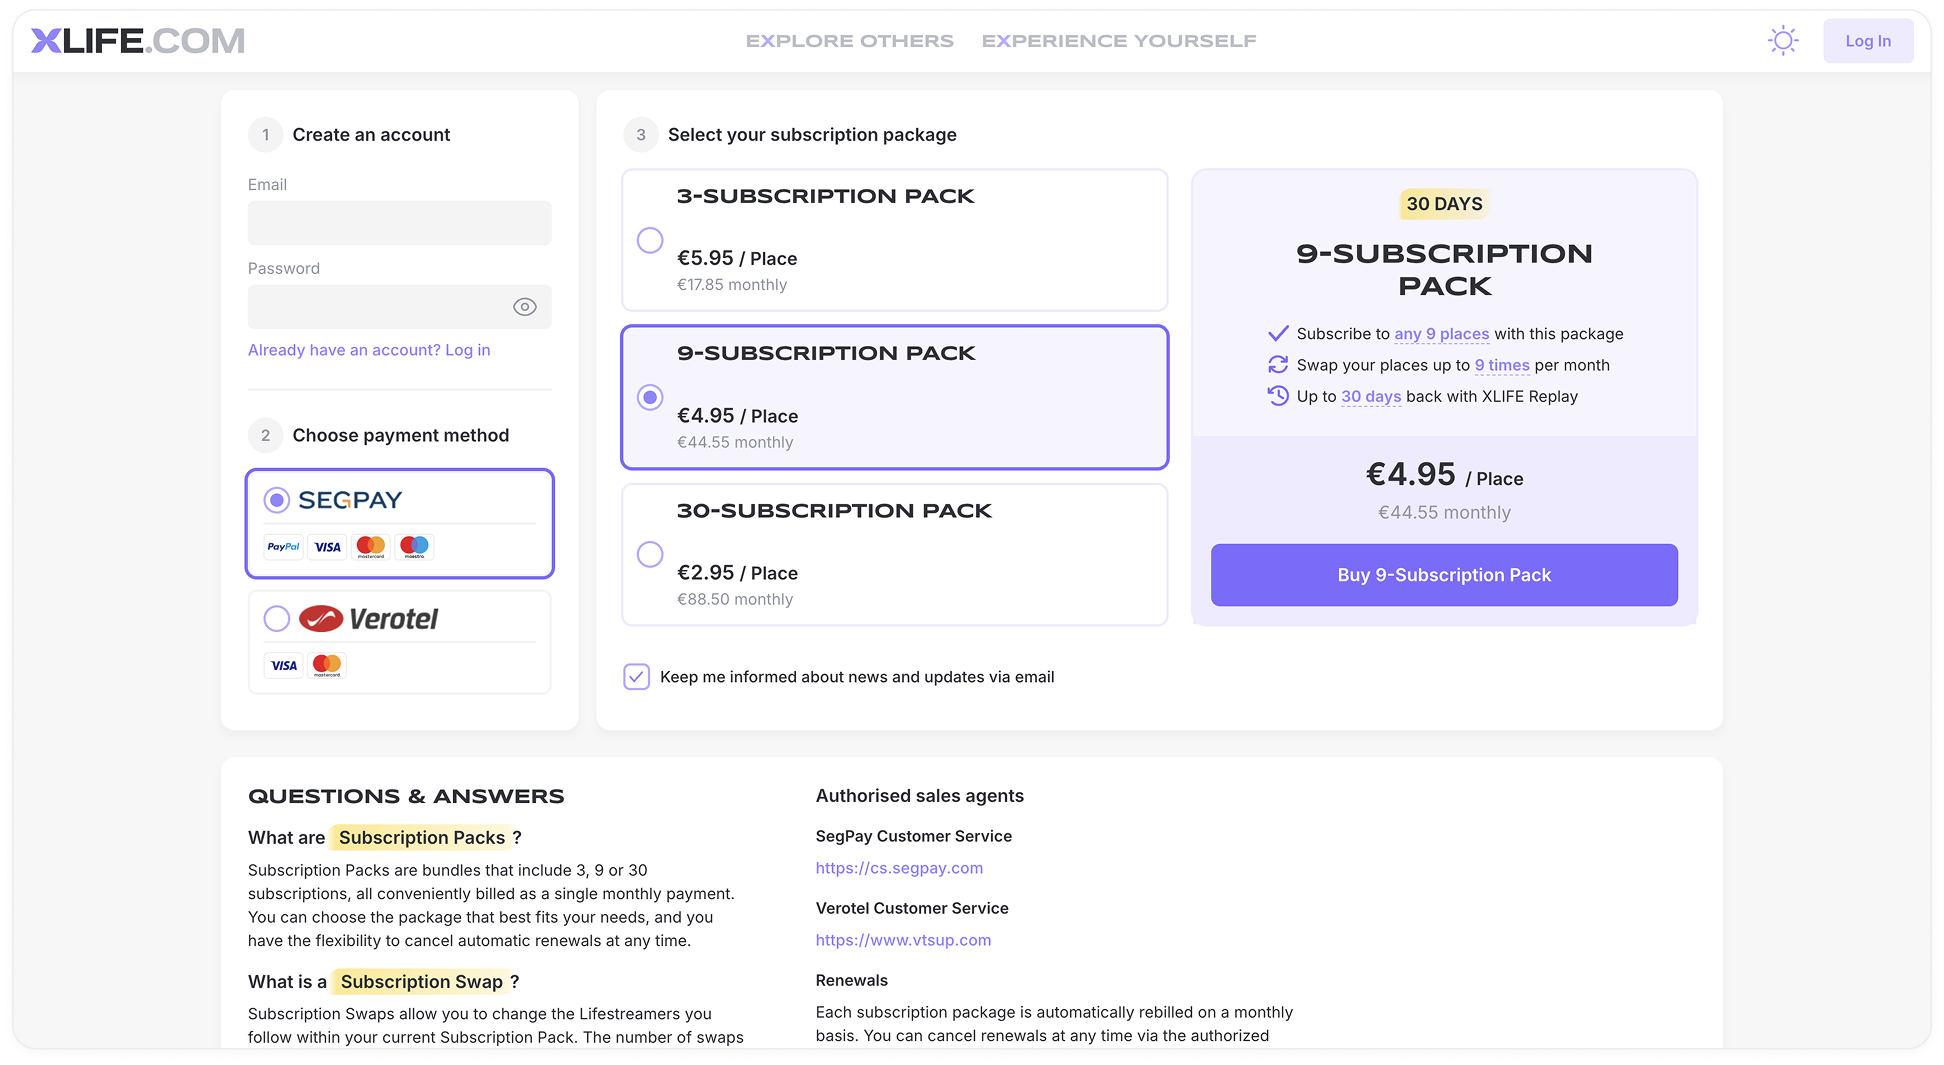 XLIFE.COM
EXPLORE OTHERS
EXPERIENCE YOURSELF
Log In
1
Create an account
Email
Password
Already have an account? Log in
2
Choose payment method
SEGPAY
PayPal VISA mastercard maestro
Verotel
VISA mastercard
3
Select your subscription package
3-SUBSCRIPTION PACK
€5.95 / Place
€17.85 monthly
9-SUBSCRIPTION PACK
€4.95 / Place
€44.55 monthly
30-SUBSCRIPTION PACK
€2.95 / Place
€88.50 monthly
30 DAYS
9-SUBSCRIPTION
PACK
Subscribe to any 9 places with this package
Swap your places up to 9 times per month
Up to 30 days back with XLIFE Replay
€4.95 / Place
€44.55 monthly
Buy 9-Subscription Pack
Keep me informed about news and updates via email
QUESTIONS & ANSWERS
What are Subscription Packs ?
Subscription Packs are bundles that include 3, 9 or 30
subscriptions, all conveniently billed as a single monthly payment.
You can choose the package that best fits your needs, and you
have the flexibility to cancel automatic renewals at any time.
What is a Subscription Swap ?
Subscription Swaps allow you to change the Lifestreamers you
follow within your current Subscription Pack. The number of swaps
Authorised sales agents
SegPay Customer Service
https://cs.segpay.com
Verotel Customer Service
https://www.vtsup.com
Renewals
Each subscription package is automatically rebilled on a monthly
basis. You can cancel renewals at any time via the authorized